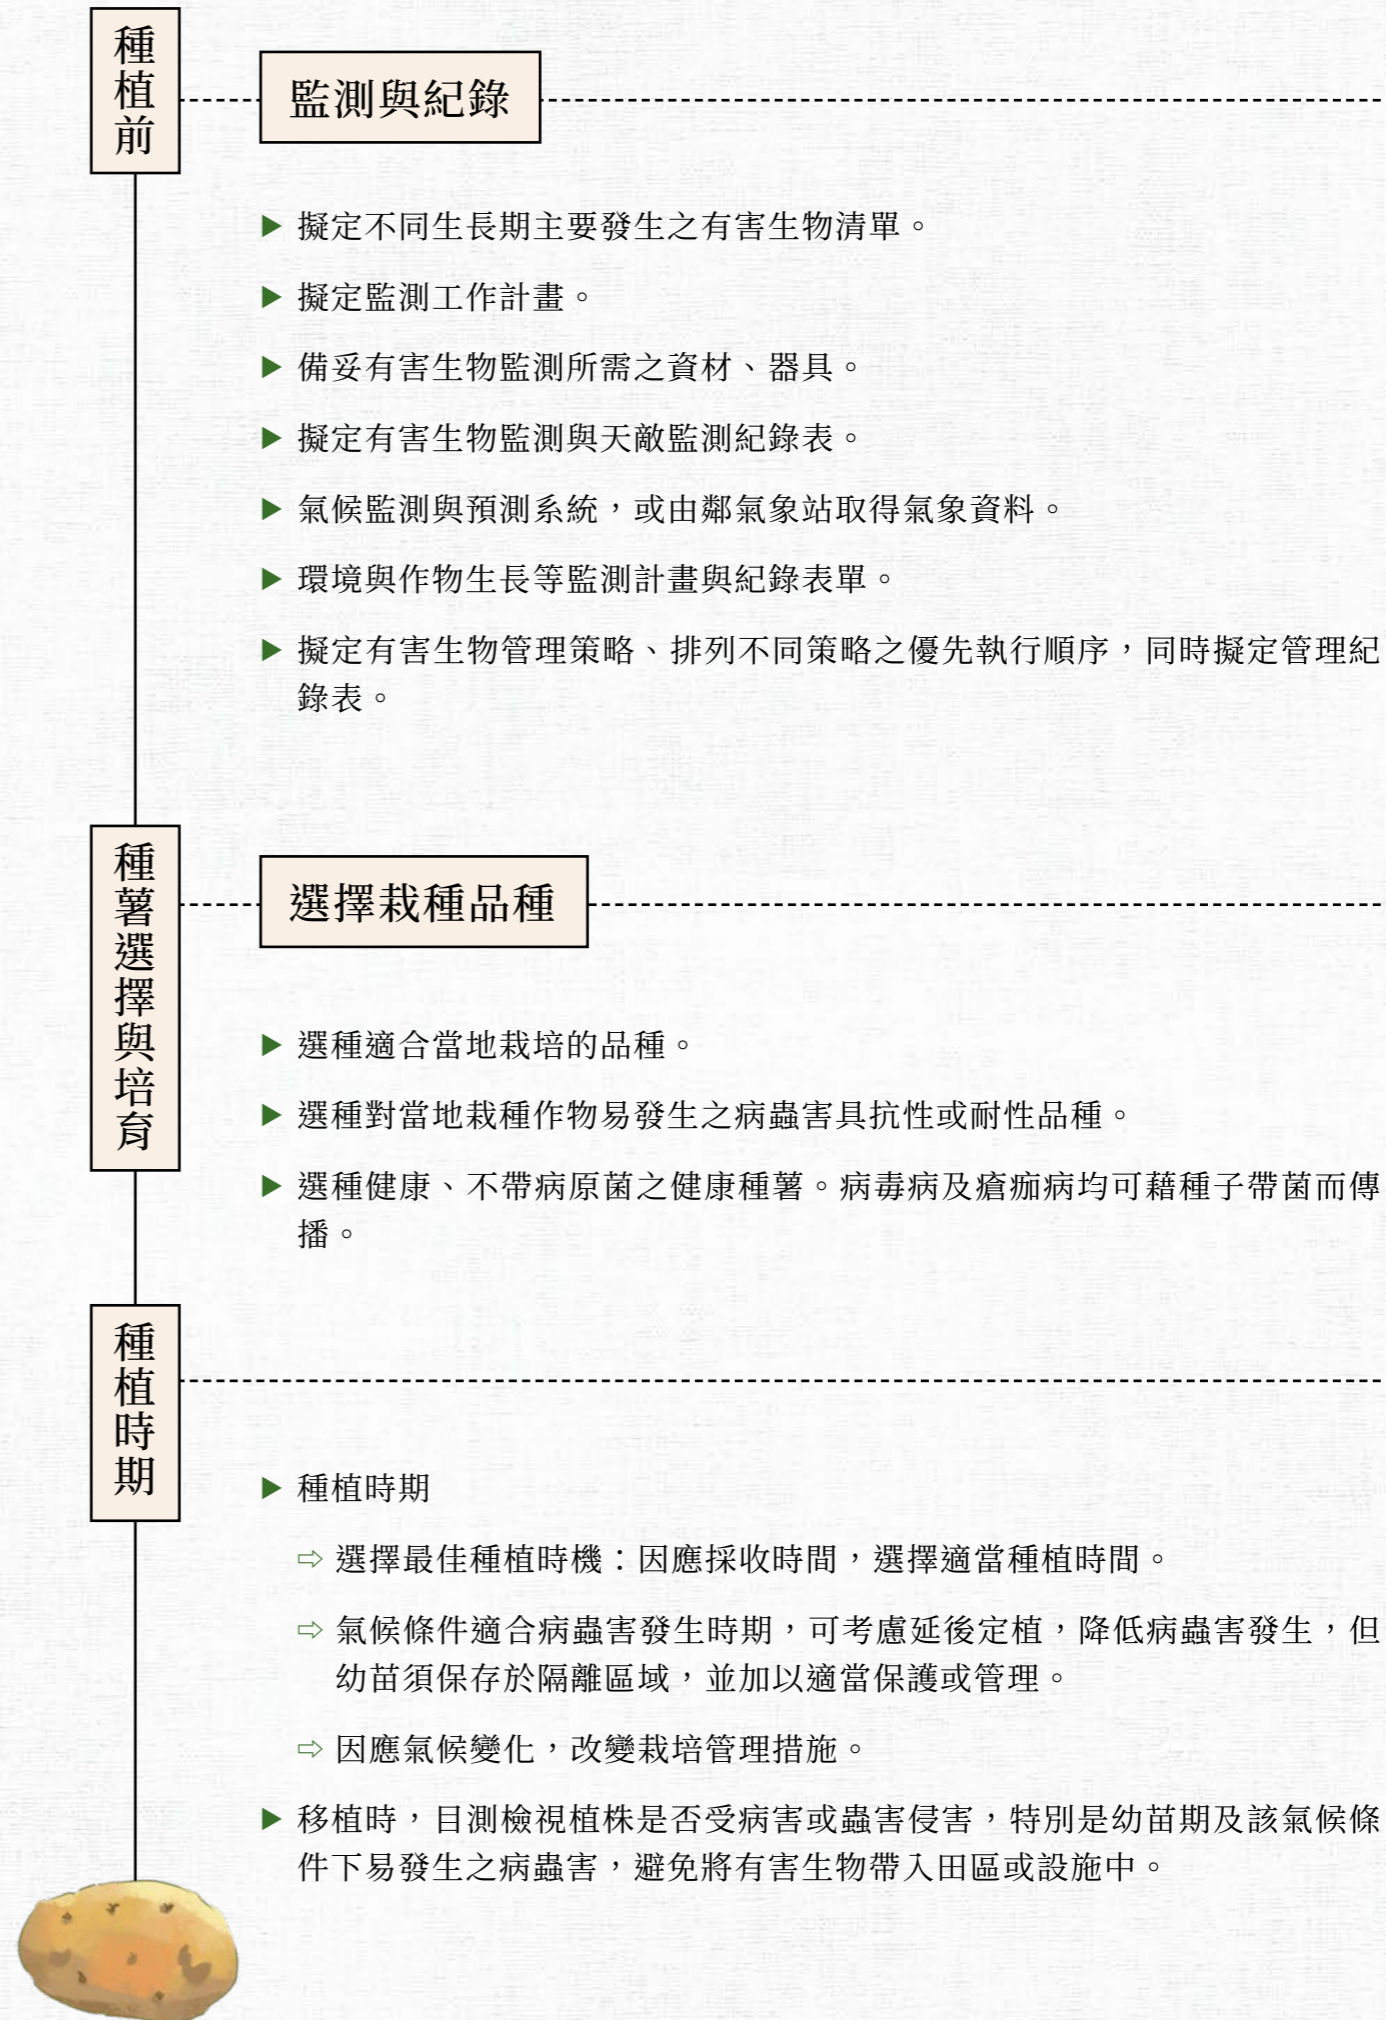 種植前
監測與紀錄
▶ 擬定不同生長期主要發生之有害生物清單。
▶ 擬定監測工作計畫。
▶ 備妥有害生物監測所需之資材、器具。
▶ 擬定有害生物監測與天敵監測紀錄表。
▶ 氣候監測與預測系統，或由鄰氣象站取得氣象資料。
▶ 環境與作物生長等監測計畫與紀錄表單。
▶ 擬定有害生物管理策略、排列不同策略之優先執行順序，同時擬定管理紀
錄表。
種薯選擇與培育
選擇栽種品種
▶ 選種適合當地栽培的品種。
▶ 選種對當地栽種作物易發生之病蟲害具抗性或耐性品種。
▶ 選種健康、不帶病原菌之健康種薯。病毒病及瘡痂病均可藉種子帶菌而傳
播。
種植時期
▶ 種植時期
⇨ 選擇最佳種植時機：因應採收時間，選擇適當種植時間。
⇨ 氣候條件適合病蟲害發生時期，可考慮延後定植，降低病蟲害發生，但
幼苗須保存於隔離區域，並加以適當保護或管理。
⇨ 因應氣候變化，改變栽培管理措施。
▶ 移植時，目測檢視植株是否受病害或蟲害侵害，特別是幼苗期及該氣候條
件下易發生之病蟲害，避免將有害生物帶入田區或設施中。